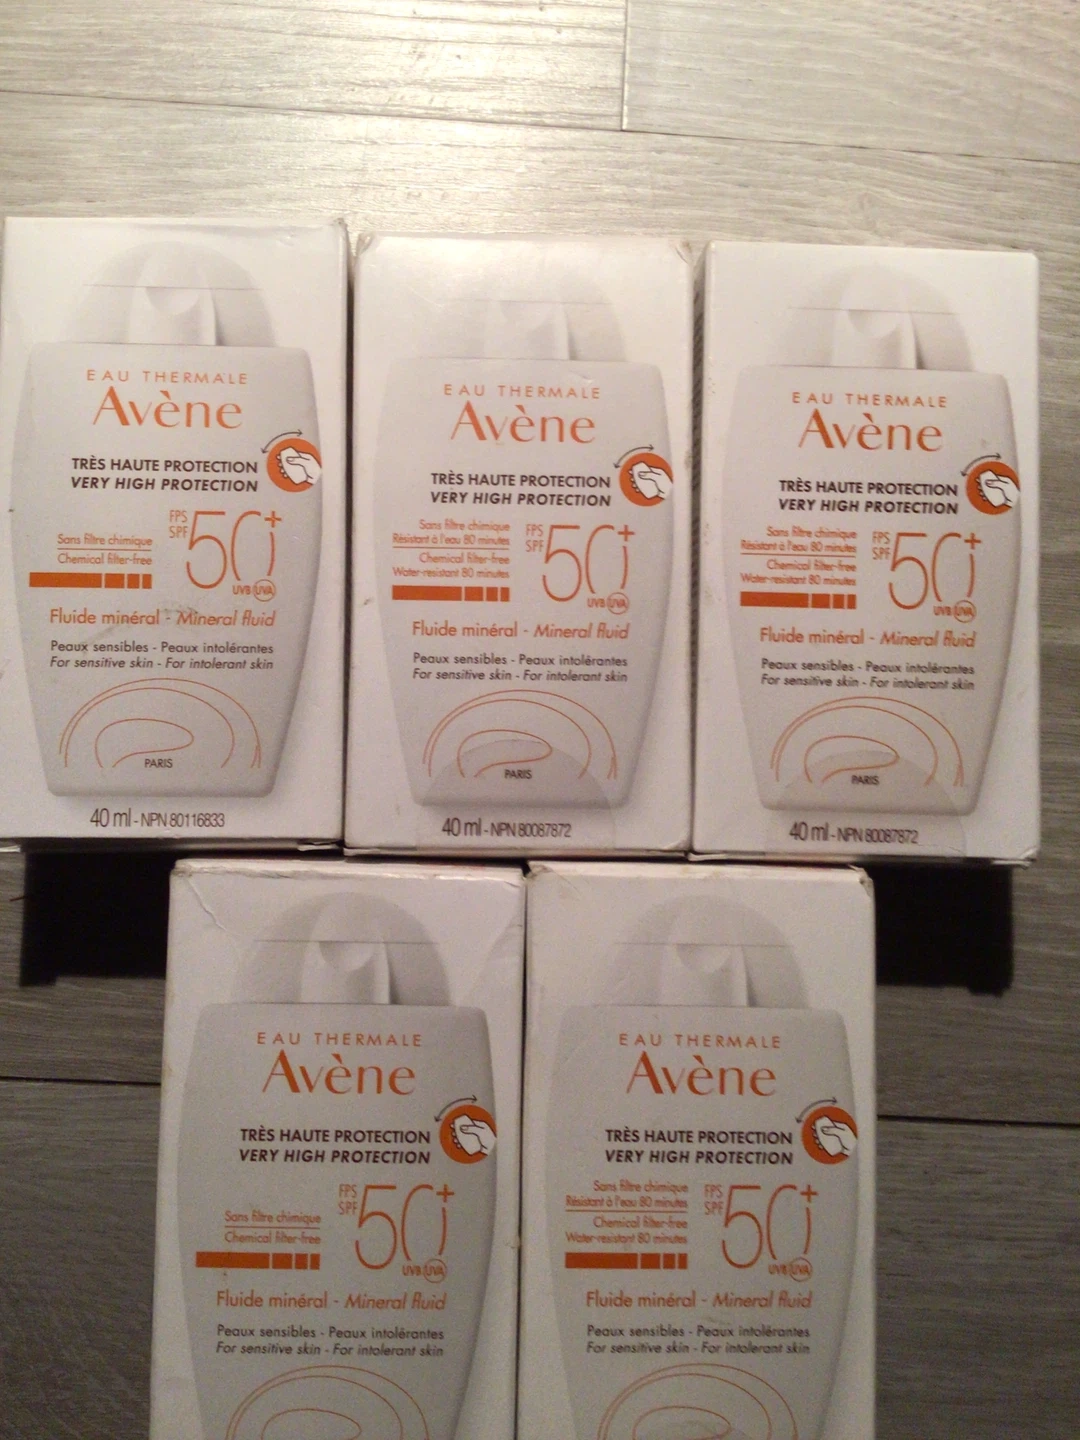 EAU THERMALE
Avène
TRÈS HAUTE PROTECTION
VERY HIGH PROTECTION
FPS
SPF
50+
Sans filtre chimique
Chemical filter-free
UVB UVA
Fluide minéral - Mineral fluid
Peaux sensibles - Peaux intolérantes
For sensitive skin - For intolerant skin
PARIS
40 ml - NPN 80116833
EAU THERMALE
Avène
TRÈS HAUTE PROTECTION
VERY HIGH PROTECTION
Sans filtre chimique
Résistant à l'eau 80 minutes
Chemical filter-free
Water-resistant 80 minutes
FPS
SPF
50+
UVB UVA
Fluide minéral - Mineral fluid
Peaux sensibles - Peaux intolérantes
For sensitive skin - For intolerant skin
PARIS
40 ml - NPN 80087872
EAU THERMALE
Avène
TRÈS HAUTE PROTECTION
VERY HIGH PROTECTION
Sans filtre chimique
Résistant à l'eau 80 minutes
Chemical filter-free
Water-resistant 80 minutes
FPS
SPF
50+
UVB UVA
Fluide minéral - Mineral fluid
Peaux sensibles - Peaux intolérantes
For sensitive skin - For intolerant skin
PARIS
40 ml - NPN 80087872
EAU THERMALE
Avène
TRÈS HAUTE PROTECTION
VERY HIGH PROTECTION
FPS
SPF
50+
Sans filtre chimique
Chemical filter-free
UVB UVA
Fluide minéral - Mineral fluid
Peaux sensibles - Peaux intolérantes
For sensitive skin - For intolerant skin
EAU THERMALE
Avène
TRÈS HAUTE PROTECTION
VERY HIGH PROTECTION
Sans filtre chimique
Résistant à l'eau 80 minutes
Chemical filter-free
Water-resistant 80 minutes
FPS
SPF
50+
UVB UVA
Fluide minéral - Mineral fluid
Peaux sensibles - Peaux intolérantes
For sensitive skin - For intolerant skin